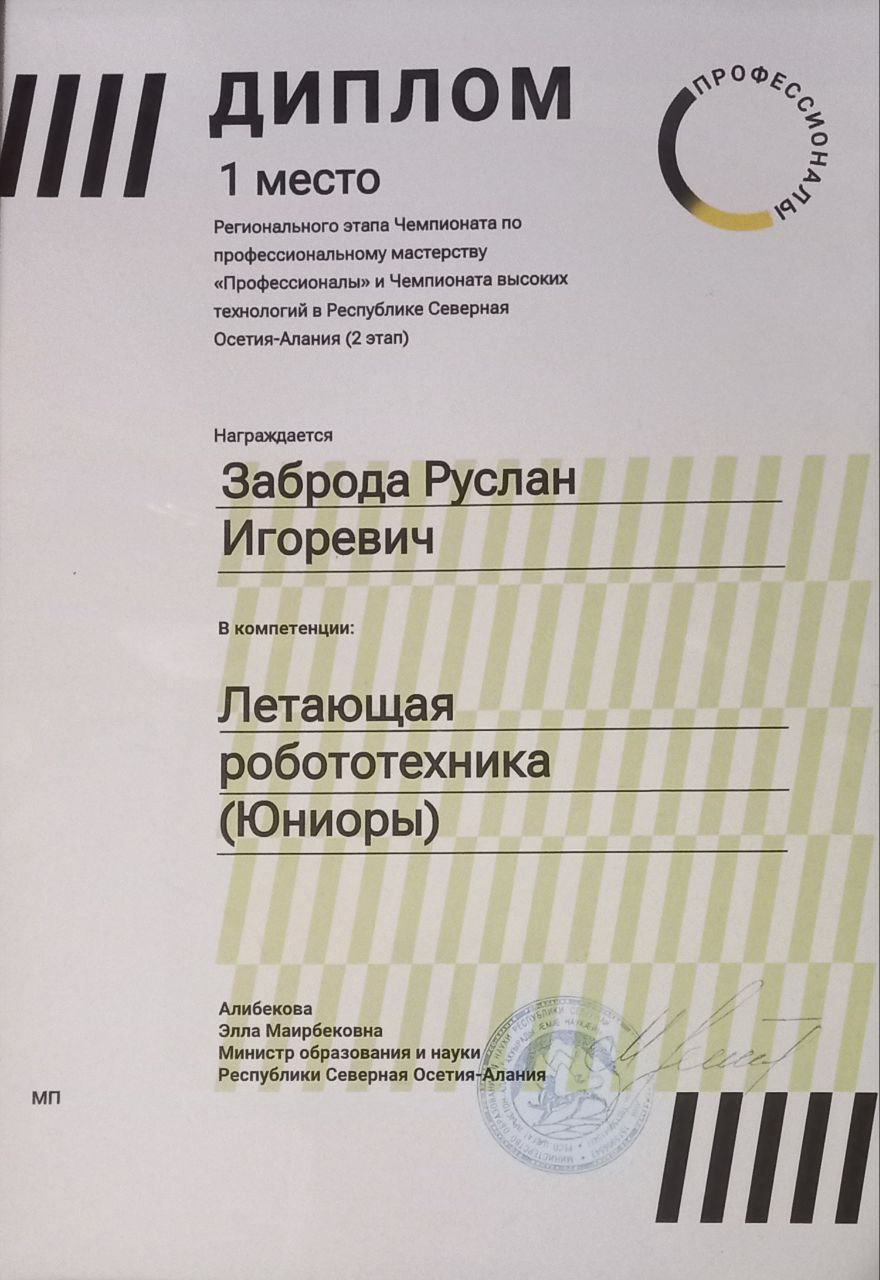 ДИПЛОМ
ПРОФЕССИОНАЛЫ
1 место
Регионального этапа Чемпионата по
профессиональному мастерству
«Профессионалы» и Чемпионата высоких
технологий в Республике Северная
Осетия-Алания (2 этап)
Награждается
Заброда Руслан
Игоревич
В компетенции:
Летающая
робототехника
(Юниоры)
Алибекова
Элла Маирбековна
Министр образования и науки
Республики Северная Осетия-Алания
МП